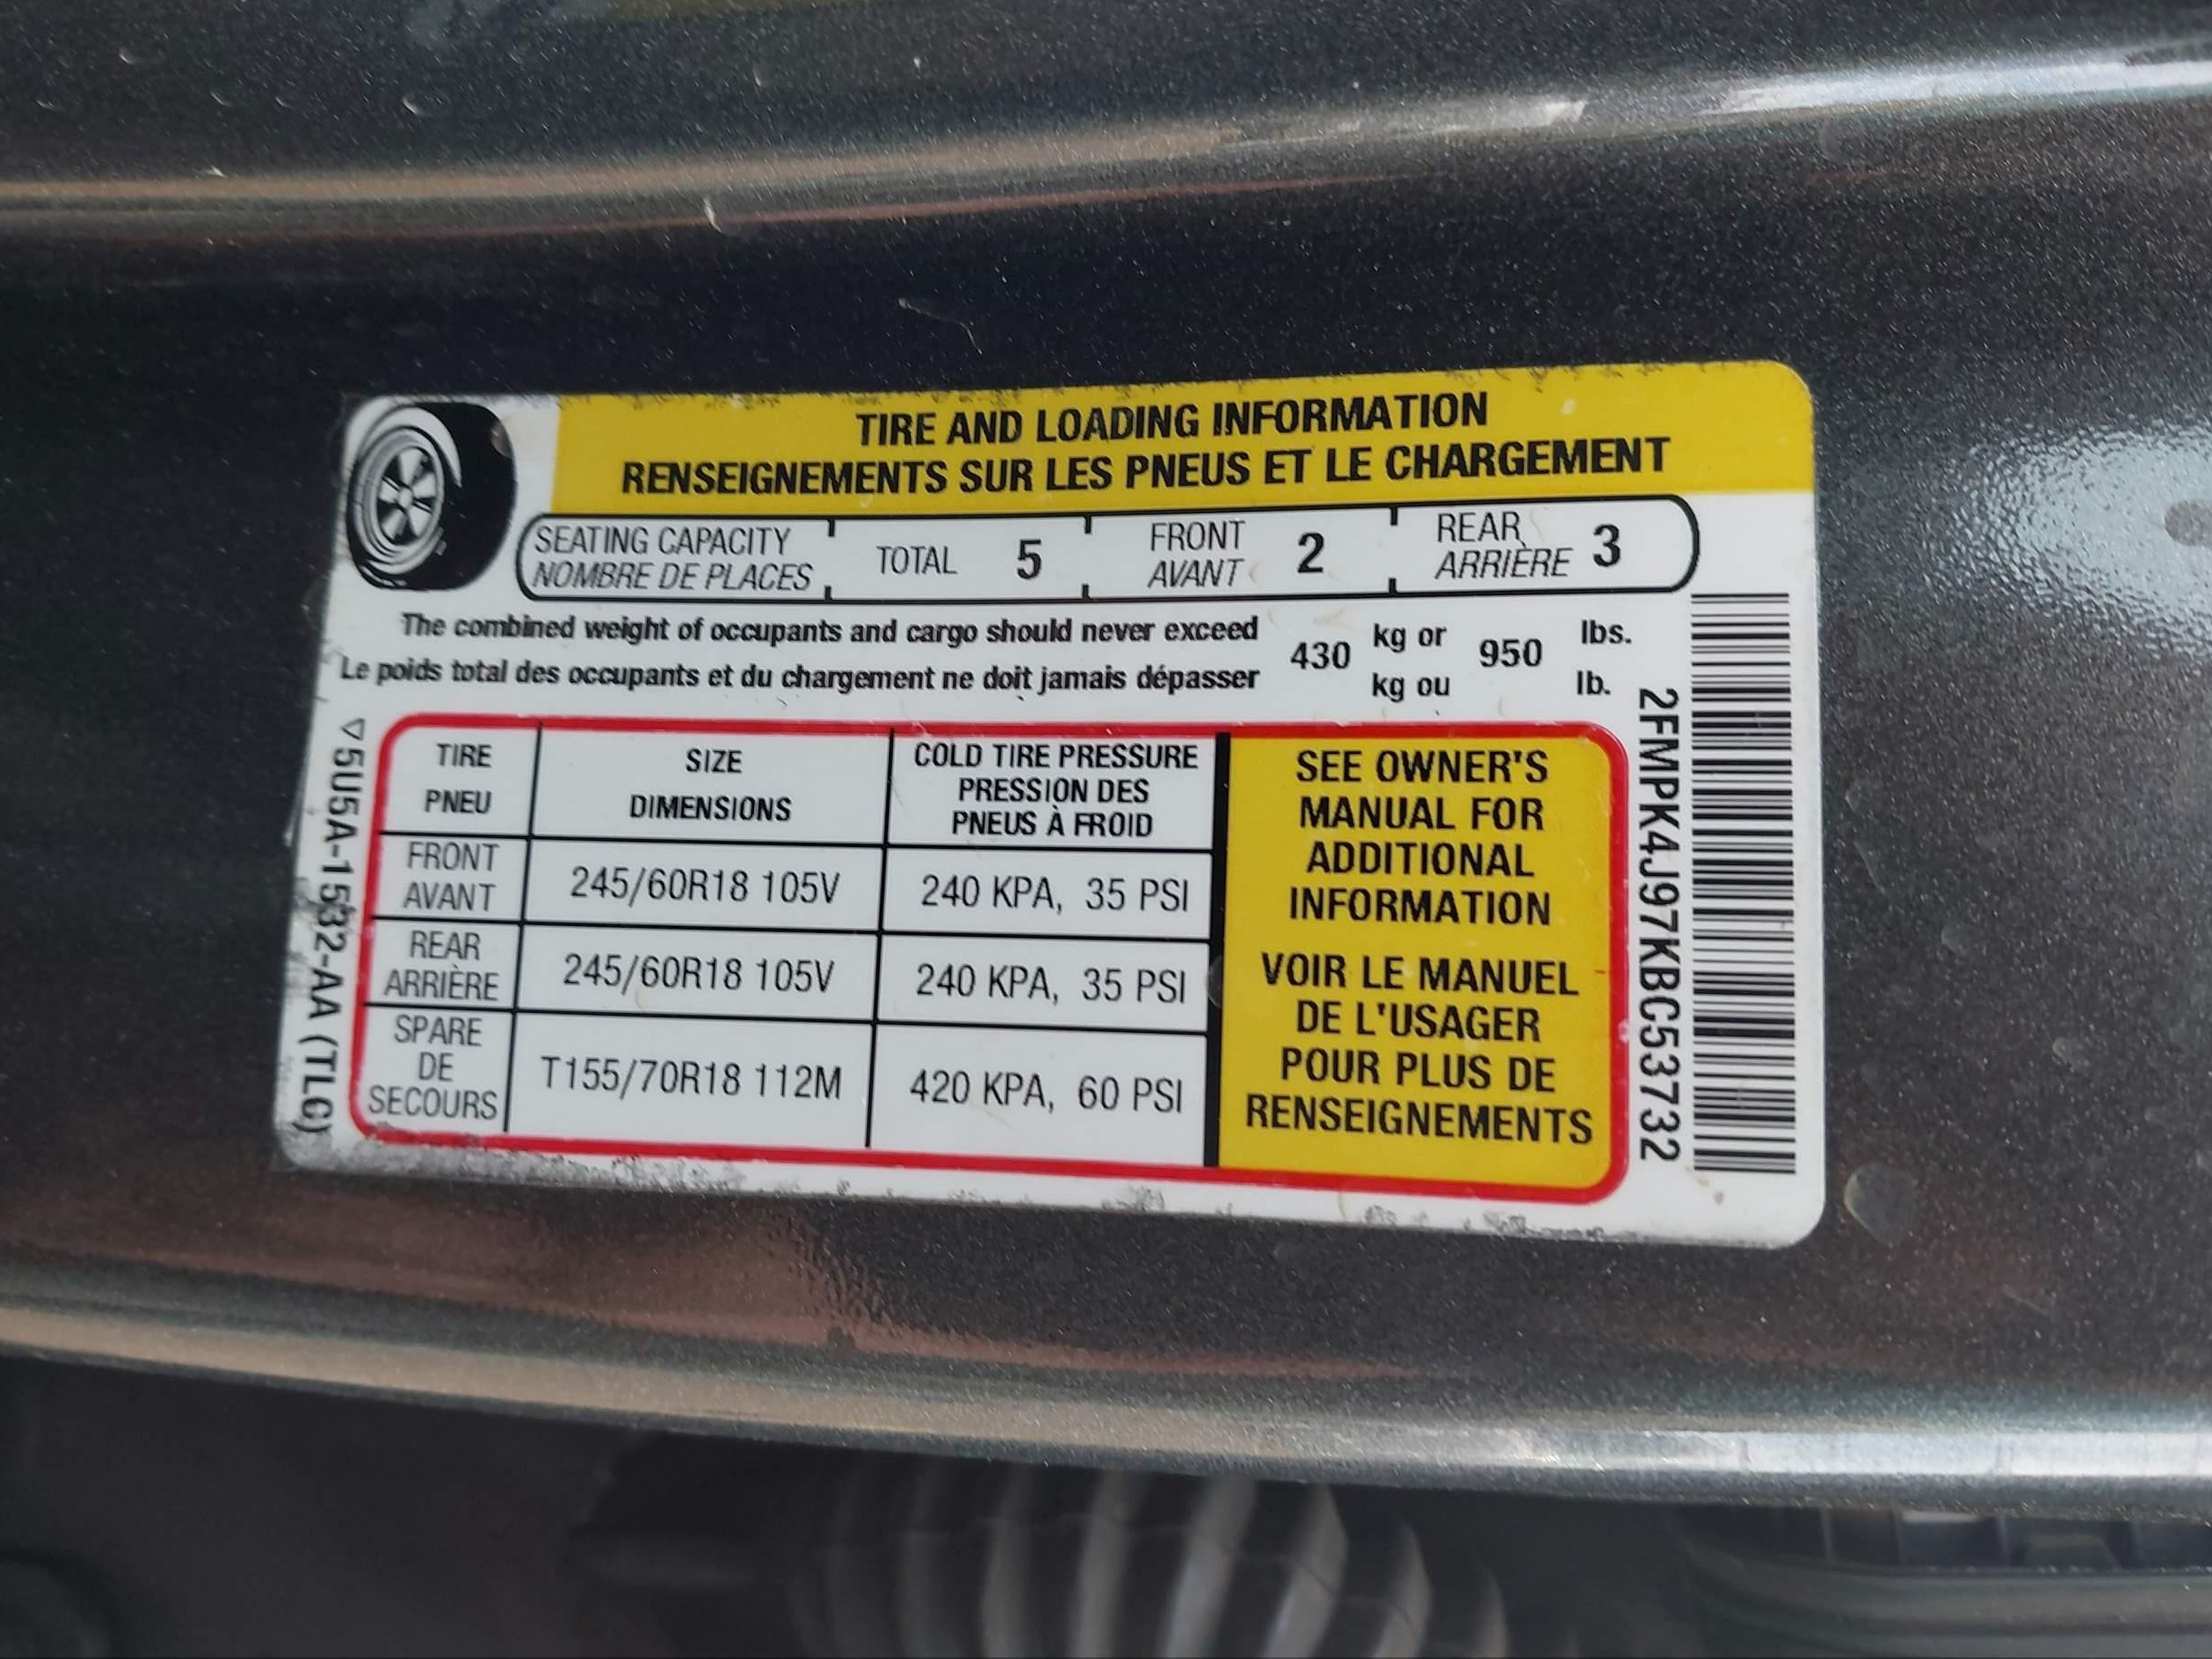 TIRE AND LOADING INFORMATION
RENSEIGNEMENTS SUR LES PNEUS ET LE CHARGEMENT
SEATING CAPACITY
NOMBRE DE PLACES
TOTAL 5
FRONT
AVANT
2
REAR
ARRIÈRE
3
The combined weight of occupants and cargo should never exceed
Le poids total des occupants et du chargement ne doit jamais dépasser
430
kg or
kg ou
950
lbs.
lb.
5U5A-1532-AA (TLG)
TIRE
PNEU
SIZE
DIMENSIONS
COLD TIRE PRESSURE
PRESSION DES
PNEUS À FROID
FRONT
AVANT
245/60R18 105V
240 KPA, 35 PSI
REAR
ARRIÈRE
245/60R18 105V
240 KPA, 35 PSI
SPARE
DE
SECOURS
T155/70R18 112M
420 KPA, 60 PSI
SEE OWNER'S
MANUAL FOR
ADDITIONAL
INFORMATION
VOIR LE MANUEL
DE L'USAGER
POUR PLUS DE
RENSEIGNEMENTS
2FMPK4J97KBC53732